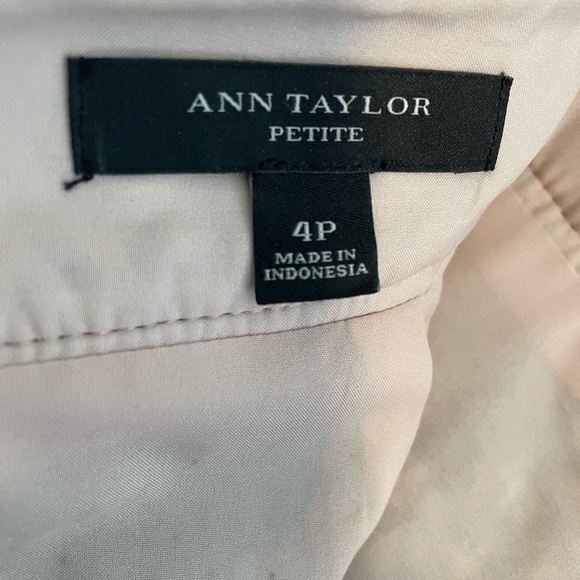 ANN TAYLOR
PETITE
4P
MADE IN
INDONESIA